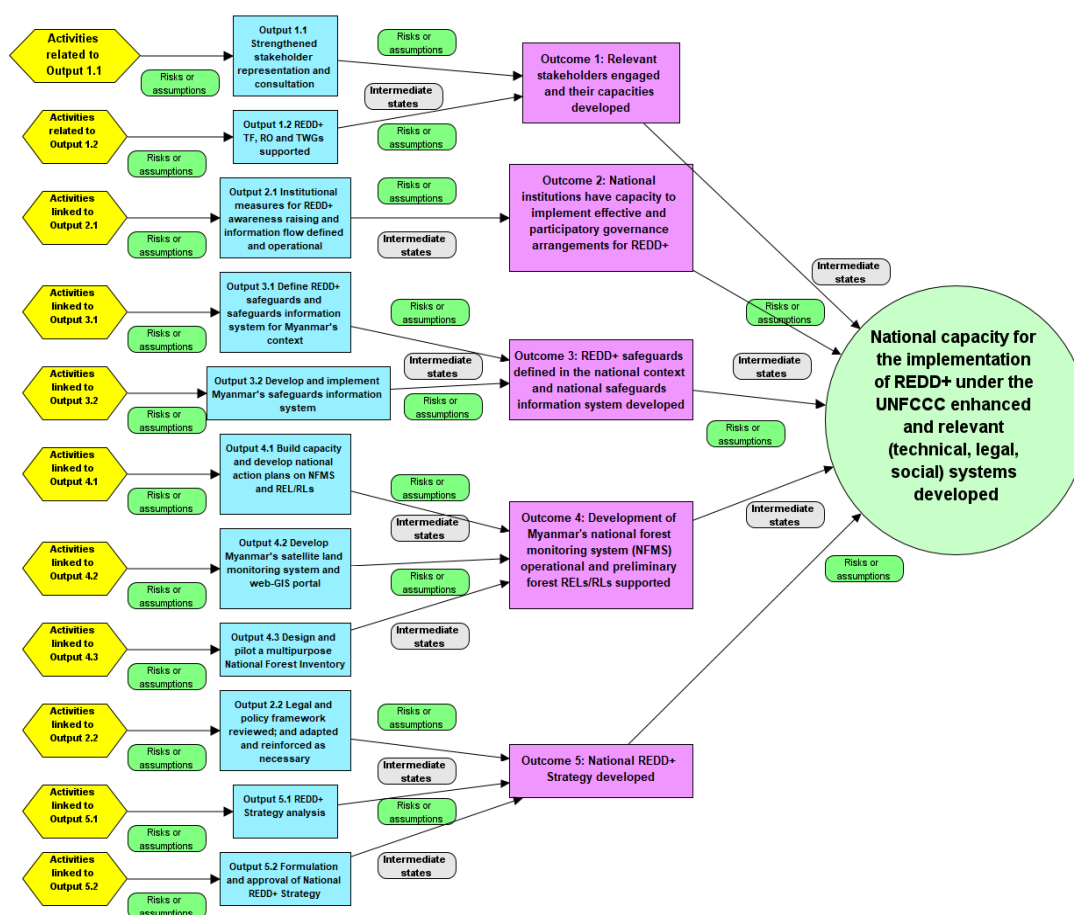 Activities
related to
Output 1.1
Risks or
assumptions
Output 1.1
Strengthened
stakeholder
representation and
consultation
Risks or
assumptions
Intermediate
states
Outcome 1: Relevant
stakeholders engaged
and their capacities
developed
Activities
related to
Output 1.2
Risks or
assumptions
Output 1.2 REDD+
TF, RO and TWGs
supported
Risks or
assumptions
Activities
linked to
Output 2.1
Risks or
assumptions
Output 2.1 Institutional
measures for REDD+
awareness raising and
information flow defined
and operational
Risks or
assumptions
Intermediate
states
Outcome 2: National
institutions have capacity to
implement effective and
participatory governance
arrangements for REDD+
Activities
linked to
Output 3.1
Risks or
assumptions
Output 3.1 Define REDD+
safeguards and
safeguards information
system for Myanmar's
context
Risks or
assumptions
Intermediate
states
Outcome 3: REDD+ safeguards
defined in the national context
and national safeguards
information system developed
Activities
linked to
Output 3.2
Risks or
assumptions
Output 3.2 Develop and implement
Myanmar's safeguards information
system
Risks or
assumptions
Activities
linked to
Output 4.1
Risks or
assumptions
Output 4.1 Build capacity
and develop national
action plans on NFMS
and REL/RLs
Risks or
assumptions
Intermediate
states
Outcome 4: Development of
Myanmar's national forest
monitoring system (NFMS)
operational and preliminary
forest RELs/RLs supported
Activities
linked to
Output 4.2
Risks or
assumptions
Output 4.2 Develop
Myanmar's satellite land
monitoring system and
web-GIS portal
Risks or
assumptions
Activities
linked to
Output 4.3
Risks or
assumptions
Output 4.3 Design and
pilot a multipurpose
National Forest Inventory
Intermediate
states
Activities
linked to
Output 2.2
Risks or
assumptions
Output 2.2 Legal and
policy framework
reviewed; and adapted
and reinforced as
necessary
Risks or
assumptions
Intermediate
states
Outcome 5: National REDD+
Strategy developed
Activities
linked to
Output 5.1
Risks or
assumptions
Output 5.1 REDD+
Strategy analysis
Risks or
assumptions
Activities
linked to
Output 5.2
Risks or
assumptions
Output 5.2 Formulation
and approval of National
REDD+ Strategy
Intermediate
states
Intermediate
states
Risks or
assumptions
Intermediate
states
Risks or
assumptions
Intermediate
states
Risks or
assumptions
National capacity for
the implementation
of REDD+ under the
UNFCCC enhanced
and relevant
(technical, legal,
social) systems
developed